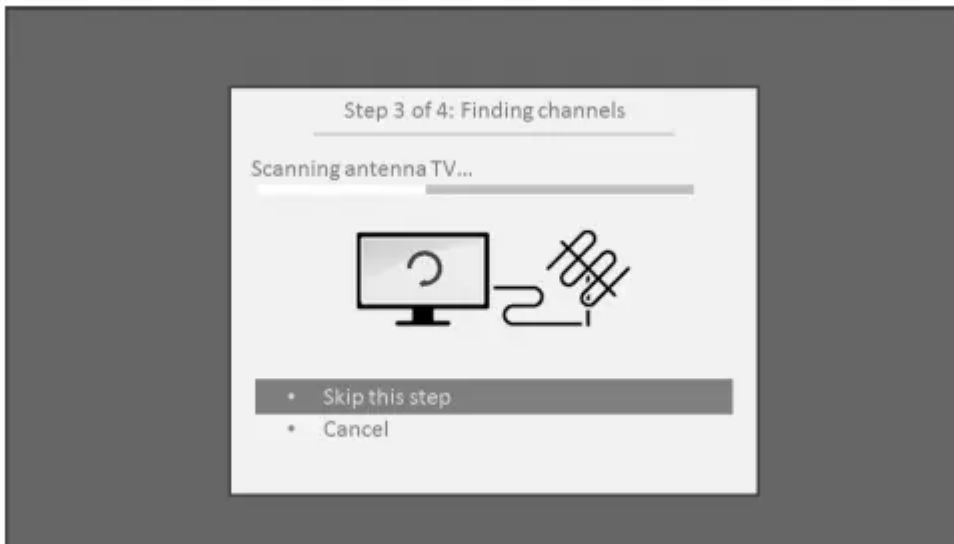 Step 3 of 4: Finding channels
Scanning antenna TV...
• Skip this step
• Cancel